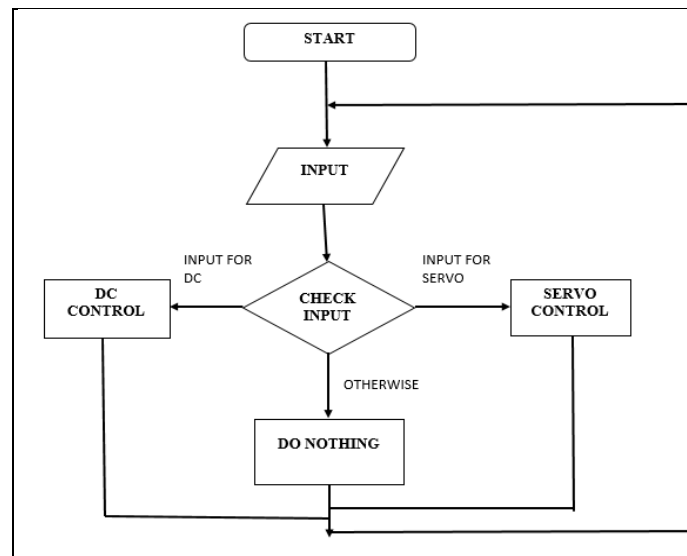 START
INPUT
INPUT FOR
DC
INPUT FOR
SERVO
DC
CONTROL
CHECK
INPUT
SERVO
CONTROL
OTHERWISE
DO NOTHING